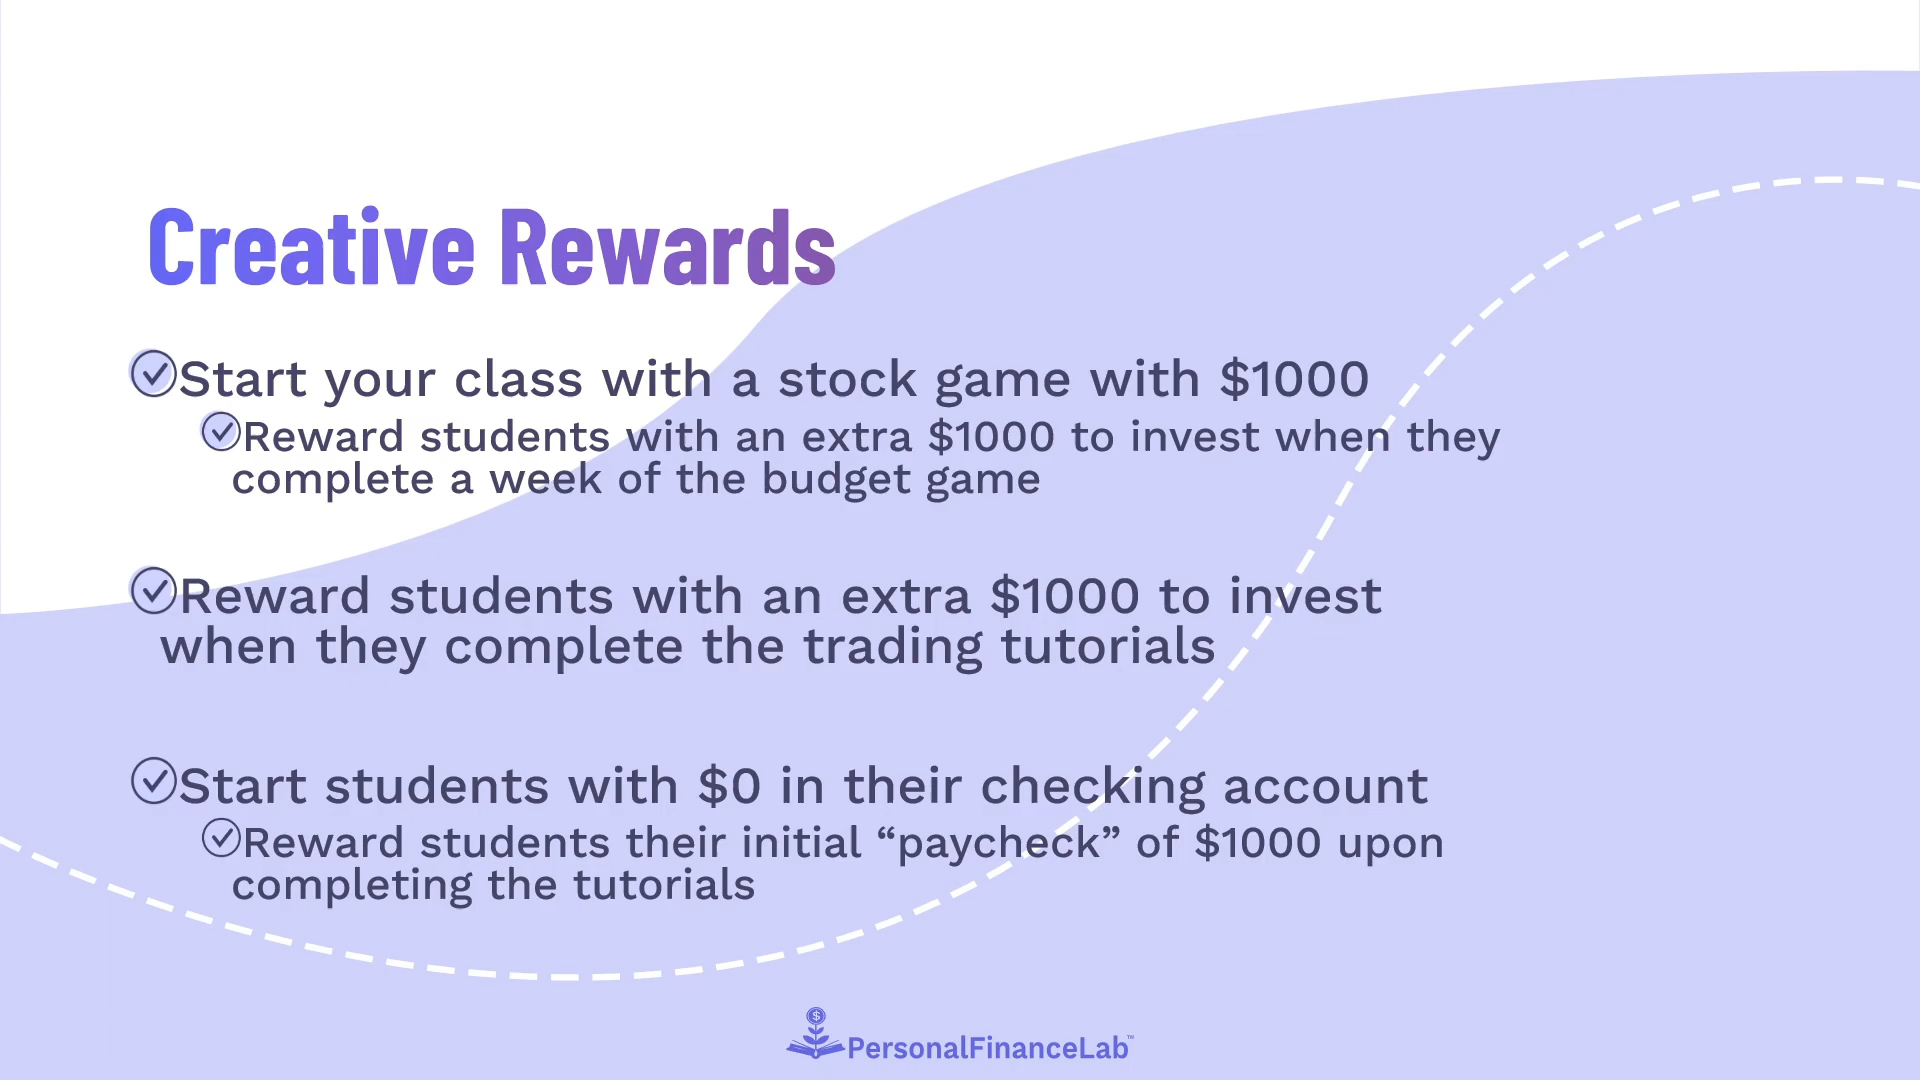 Creative Rewards
Start your class with a stock game with $1000
Reward students with an extra $1000 to invest when they
complete a week of the budget game
Reward students with an extra $1000 to invest
when they complete the trading tutorials
Start students with $0 in their checking account
Reward students their initial “paycheck” of $1000 upon
completing the tutorials
$
PersonalFinanceLab™